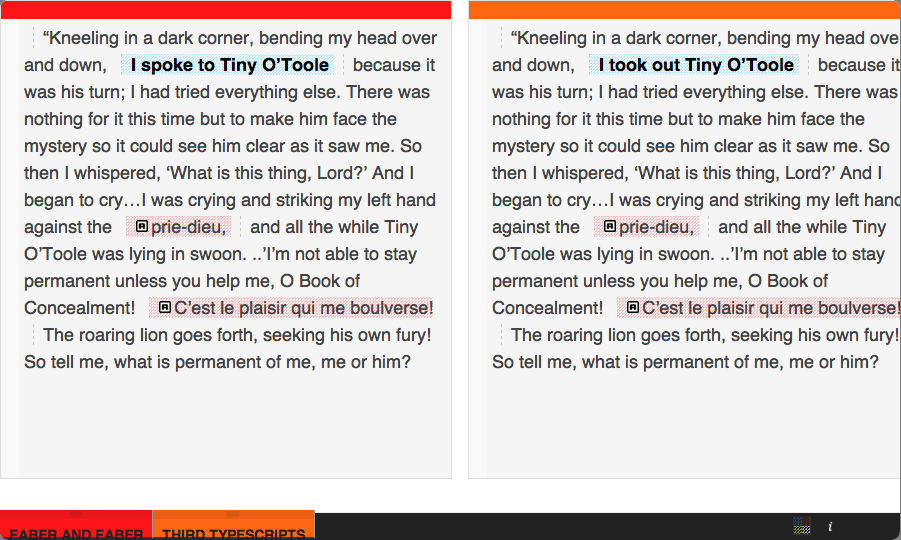 “Kneeling in a dark corner, bending my head over
and down, I spoke to Tiny O’Toole because it
was his turn; I had tried everything else. There was
nothing for it this time but to make him face the
mystery so it could see him clear as it saw me. So
then I whispered, ‘What is this thing, Lord?’ And I
began to cry…I was crying and striking my left hand
against the R prie-dieu, and all the while Tiny
O’Toole was lying in swoon. ..‘I’m not able to stay
permanent unless you help me, O Book of
Concealment! R C’est le plaisir qui me boulverse!
The roaring lion goes forth, seeking his own fury!
So tell me, what is permanent of me, me or him?
“Kneeling in a dark corner, bending my head ove
and down, I took out Tiny O’Toole because it
was his turn; I had tried everything else. There was
nothing for it this time but to make him face the
mystery so it could see him clear as it saw me. So
then I whispered, ‘What is this thing, Lord?’ And I
began to cry…I was crying and striking my left hand
against the R prie-dieu, and all the while Tiny
O’Toole was lying in swoon. ..‘I’m not able to stay
permanent unless you help me, O Book of
Concealment! R C’est le plaisir qui me boulverse!
The roaring lion goes forth, seeking his own fury!
So tell me, what is permanent of me, me or him?
FABER AND FABER THIRD TYPESCRIPTS i